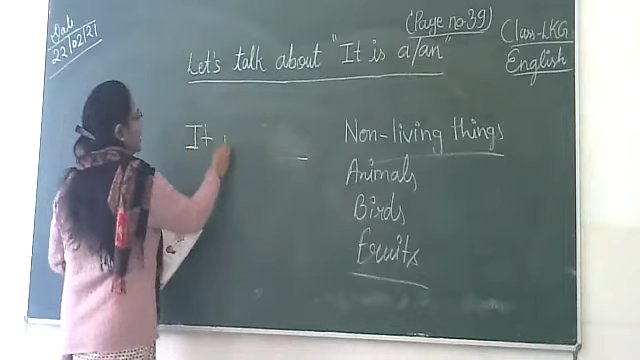 Date
22/02/21
(Page no.39)
Class-LKG
English
Let's talk about "It is a/an"
It
Non-living things
Animals
Birds
Fruits